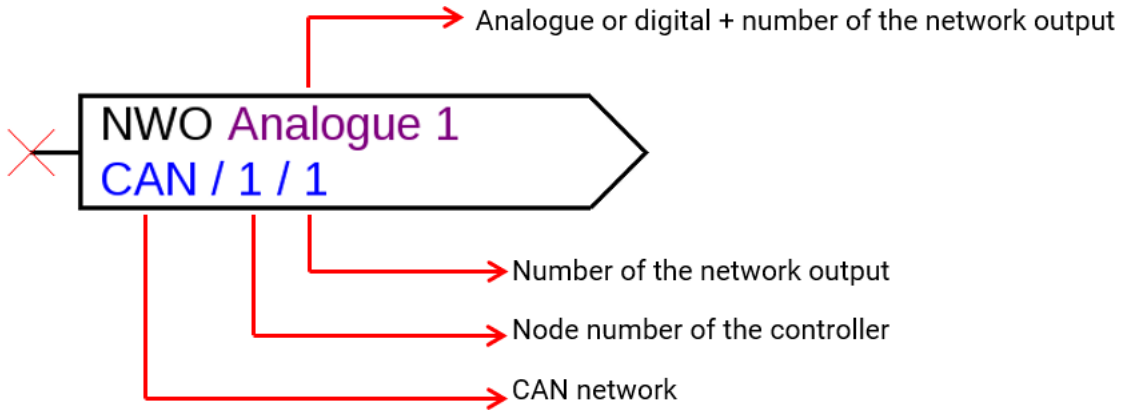 Analogue or digital + number of the network output
NWO Analogue 1
CAN / 1 / 1
Number of the network output
Node number of the controller
CAN network